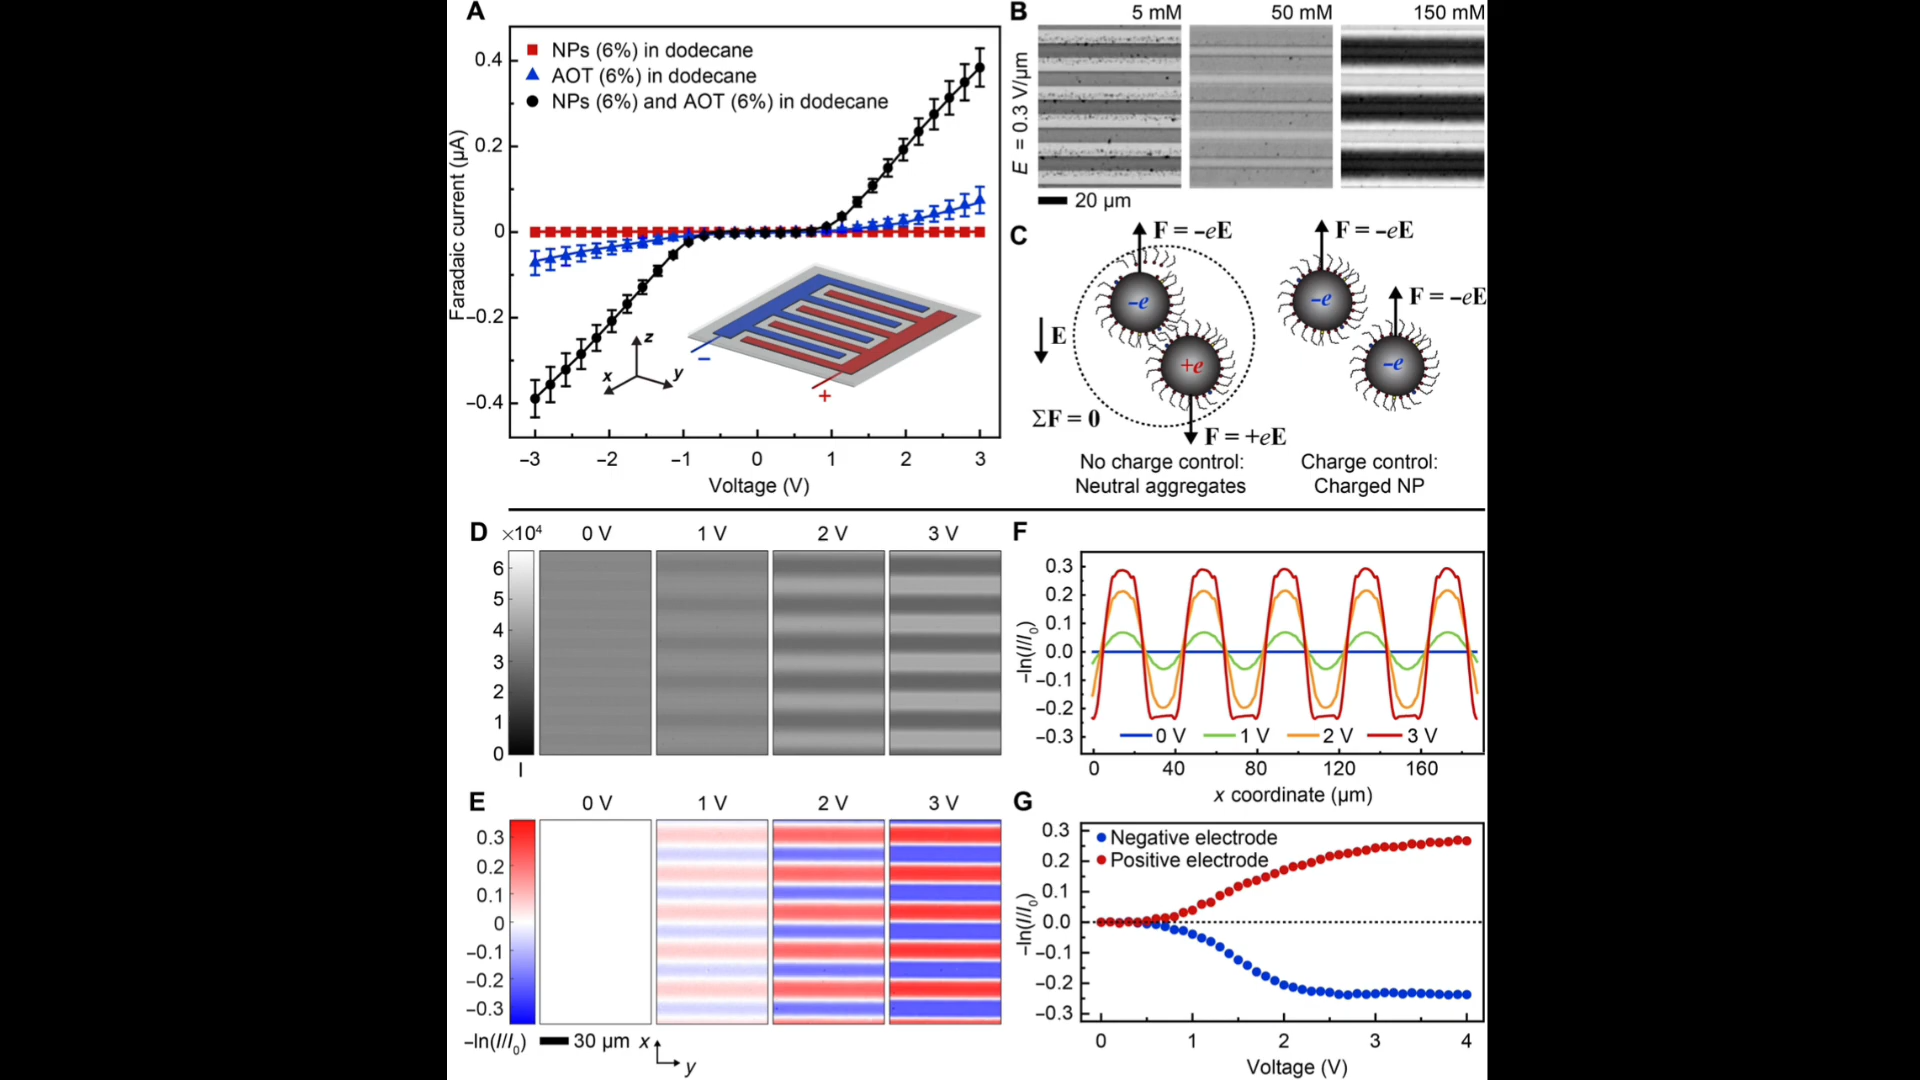 A
NPs (6%) in dodecane
AOT (6%) in dodecane
NPs (6%) and AOT (6%) in dodecane
Faradaic current (µA)
0.4
0.2
0
−0.2
−0.4
−3 −2 −1 0 1 2 3
Voltage (V)
x y z
− +
B
5 mM 50 mM 150 mM
E = 0.3 V/µm
20 µm
C
F = −eE
−e
+e
F = +eE
E
ΣF = 0
No charge control:
Neutral aggregates
F = −eE
−e
F = −eE
−e
Charge control:
Charged NP
D
×10⁴ 0 V 1 V 2 V 3 V
6
5
4
3
2
1
0
I
E
0 V 1 V 2 V 3 V
0.3
0.2
0.1
0
−0.1
−0.2
−0.3
−ln(I/I₀)
30 µm
x
y
F
−ln(I/I₀)
0.3
0.2
0.1
0.0
−0.1
−0.2
−0.3
0 V 1 V 2 V 3 V
0 40 80 120 160
x coordinate (µm)
G
Negative electrode
Positive electrode
−ln(I/I₀)
0.3
0.2
0.1
0.0
−0.1
−0.2
−0.3
0 1 2 3 4
Voltage (V)